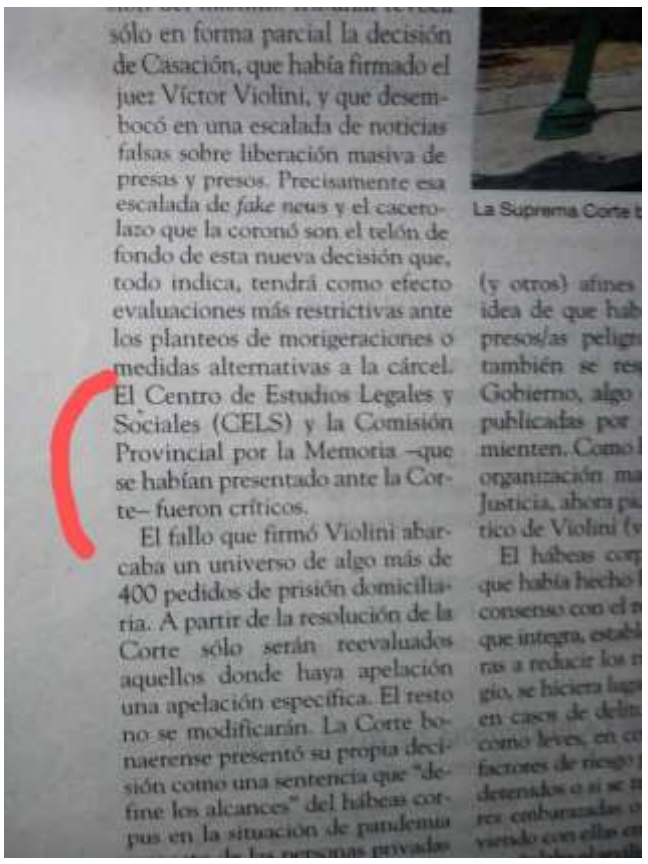 sólo en forma parcial la decisión
de Casación, que había firmado el
juez Víctor Violini, y que desem-
bocó en una escalada de noticias
falsas sobre liberación masiva de
presas y presos. Precisamente esa
escalada de fake news y el cacero-
lazo que la coronó son el telón de
fondo de esta nueva decisión que,
todo indica, tendrá como efecto
evaluaciones más restrictivas ante
los planteos de morigeraciones o
medidas alternativas a la cárcel.
El Centro de Estudios Legales y
Sociales (CELS) y la Comisión
Provincial por la Memoria –que
se habían presentado ante la Cor-
te– fueron críticos.
El fallo que firmó Violini abar-
caba un universo de algo más de
400 pedidos de prisión domicilia-
ria. A partir de la resolución de la
Corte sólo serán reevaluados
aquellos donde haya apelación
una apelación específica. El resto
no se modificarán. La Corte bo-
naerense presentó su propia deci-
sión como una sentencia que "de-
fine los alcances" del hábeas cor-
pus en la situación de pandemia
de las personas privadas
La Suprema Corte b
(y otros) afines
idea de que hab
presos/as peligr
también se res
Gobierno, algo
publicadas por
mienten. Como
organización ma
Justicia, ahora
tico de Violini (v
El hábeas corp
que había hecho
consenso con el
que integra, establ
ras a reducir los
gio, se hiciera lug
en casos de delit
como leves, en co
factores de riesgo
detenidos o si se
res embarazadas o
viendo con ellas